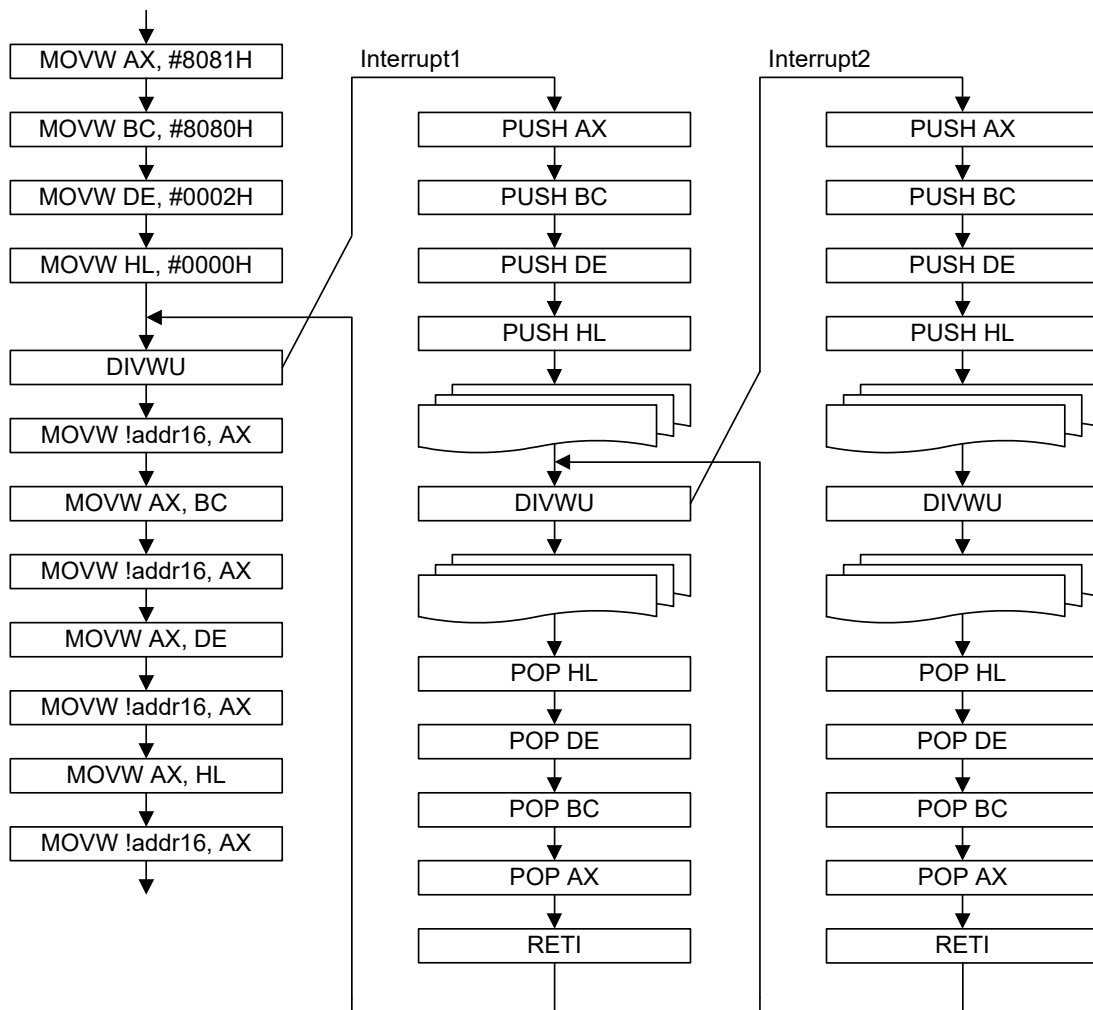 MOVW AX, #8081H
MOVW BC, #8080H
MOVW DE, #0002H
MOVW HL, #0000H
DIVWU
MOVW !addr16, AX
MOVW AX, BC
MOVW !addr16, AX
MOVW AX, DE
MOVW !addr16, AX
MOVW AX, HL
MOVW !addr16, AX
Interrupt1
PUSH AX
PUSH BC
PUSH DE
PUSH HL
DIVWU
POP HL
POP DE
POP BC
POP AX
RETI
Interrupt2
PUSH AX
PUSH BC
PUSH DE
PUSH HL
DIVWU
POP HL
POP DE
POP BC
POP AX
RETI